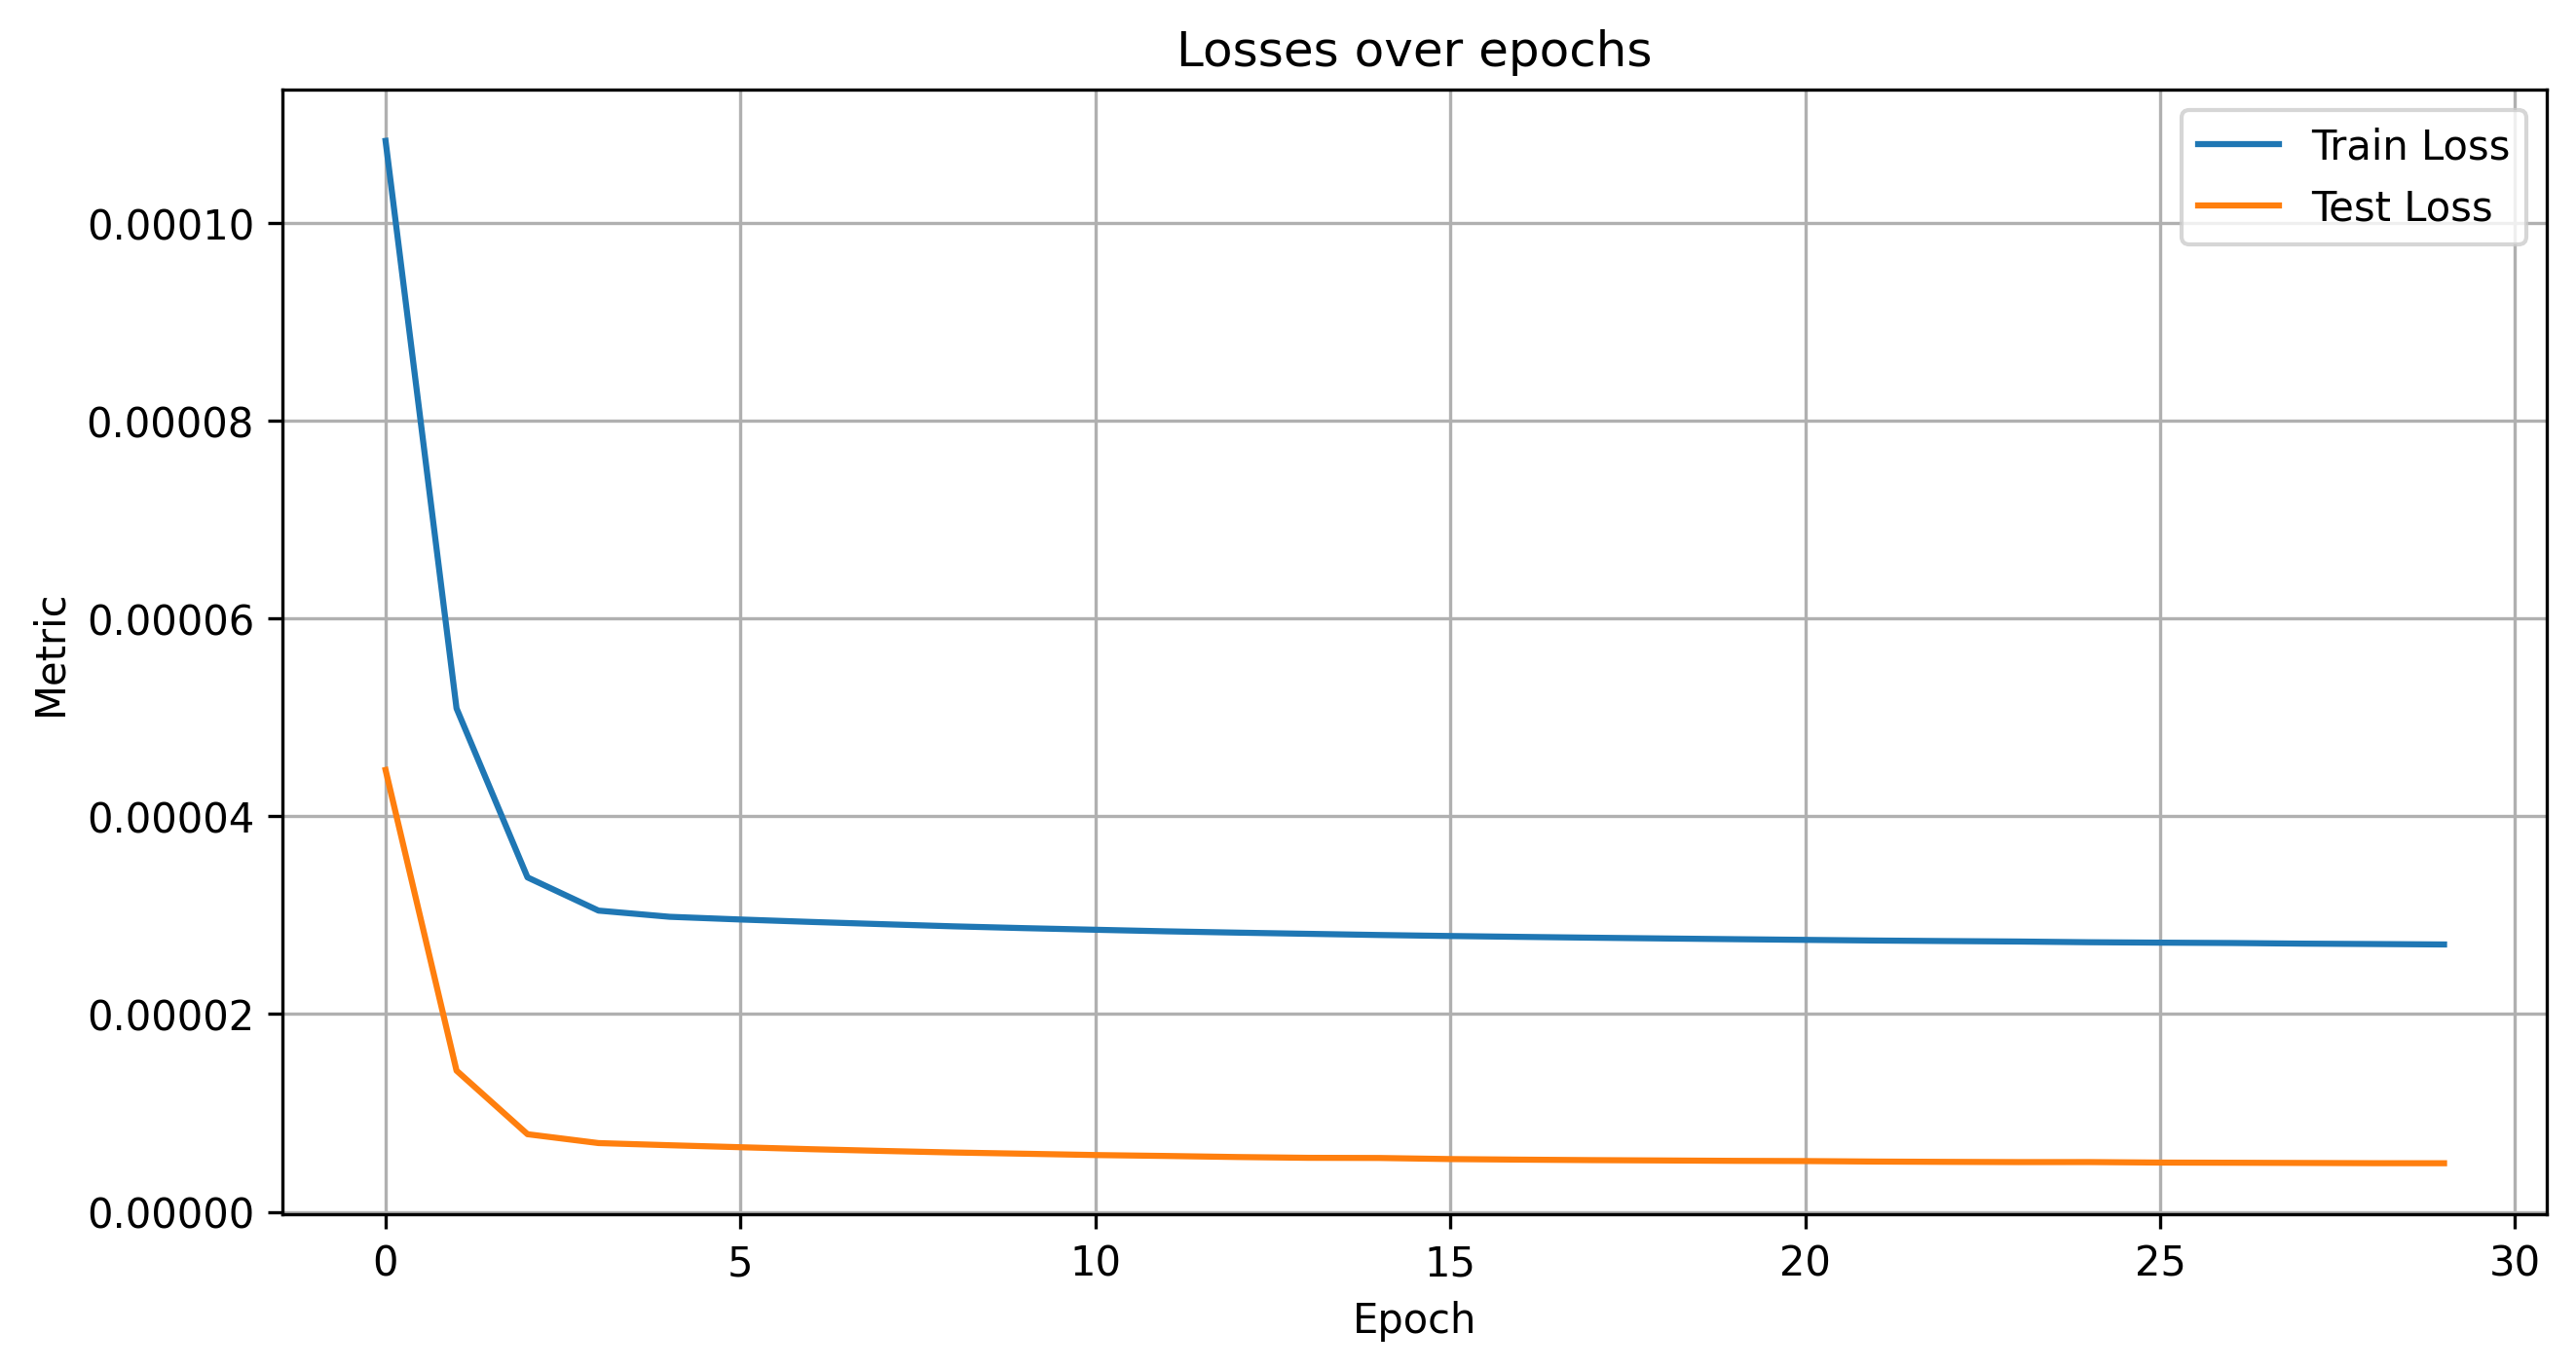 Losses over epochs
Train Loss
Test Loss
0.00010
0.00008
0.00006
0.00004
0.00002
0.00000
Metric
0 5 10 15 20 25 30
Epoch